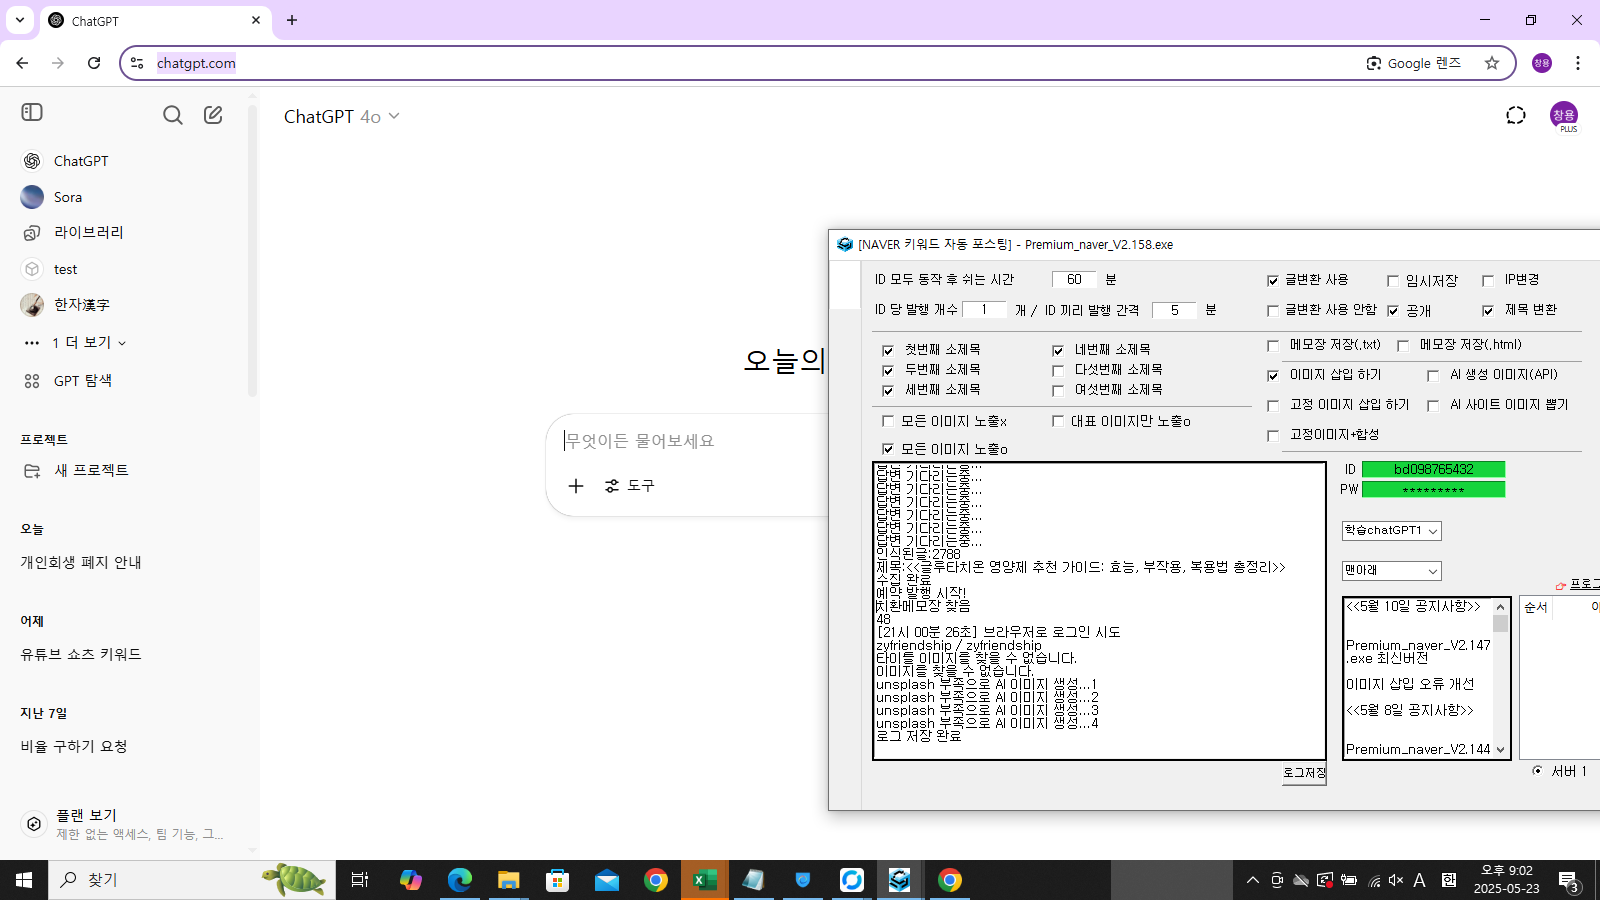 ChatGPT
chatgpt.com
Google 렌즈
창용
ChatGPT 4o
창용
PLUS
ChatGPT
Sora
라이브러리
test
한자漢字
1 더 보기
GPT 탐색
프로젝트
새 프로젝트
오늘
개인회생 폐지 안내
어제
유튜브 쇼츠 키워드
지난 7일
비율 구하기 요청
플랜 보기
제한 없는 액세스, 팀 기능, 그...
오늘의
무엇이든 물어보세요
도구
[NAVER 키워드 자동 포스팅] - Premium_naver_V2.158.exe
ID 모두 동작 후 쉬는 시간 60 분
글변환 사용 임시저장 IP변경
ID 당 발행 개수 1 개 / ID 끼리 발행 간격 5 분
글변환 사용 안함 공개 제목 변환
첫번째 소제목 네번째 소제목
두번째 소제목 다섯번째 소제목
세번째 소제목 여섯번째 소제목
모든 이미지 노출x 대표 이미지만 노출o
모든 이미지 노출o
메모장 저장(.txt) 메모장 저장(.html)
이미지 삽입 하기 AI 생성 이미지(API)
고정 이미지 삽입 하기 AI 사이트 이미지 뽑기
고정이미지+합성
답변 기다리는중...
답변 기다리는중...
답변 기다리는중...
답변 기다리는중...
답변 기다리는중...
답변 기다리는중...
답변 기다리는중...
인식된글:2788
제목:<<글루타치온 영양제 추천 가이드: 효능, 부작용, 복용법 총정리>>
수집 완료
예약 발행 시작!
치환메모장 찾음
48
[21시 00분 26초] 브라우저로 로그인 시도
zyfriendship / zyfriendship
타이틀 이미지를 찾을 수 없습니다.
이미지를 찾을 수 없습니다.
unsplash 부족으로 AI 이미지 생성...1
unsplash 부족으로 AI 이미지 생성...2
unsplash 부족으로 AI 이미지 생성...3
unsplash 부족으로 AI 이미지 생성...4
로그 저장 완료
로그저장
ID bd098765432
PW *********
학습chatGPT1
맨아래
프로그
<<5월 10일 공지사항>>
Premium_naver_V2.147
.exe 최신버전
이미지 삽입 오류 개선
<<5월 8일 공지사항>>
Premium_naver_V2.144
순서
서버 1
찾기
A 한
오후 9:02
2025-05-23
3